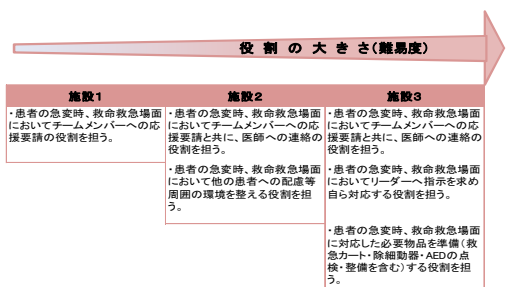 役 割 の 大 き さ(難易度)
施設1
・患者の急変時、救命救急場面
においてチームメンバーへの応
援要請の役割を担う。
施設2
・患者の急変時、救命救急場面
においてチームメンバーへの応
援要請と共に、医師への連絡の
役割を担う。
・患者の急変時、救命救急場面
において他の患者への配慮等
周囲の環境を整える役割を担
う。
施設3
・患者の急変時、救命救急場面
においてチームメンバーへの応
援要請と共に、医師への連絡の
役割を担う。
・患者の急変時、救命救急場面
においてリーダーへ指示を求め
自ら対応する役割を担う。
・患者の急変時、救命救急場面
に対応した必要物品を準備(救
急カート・除細動器・AEDの点
検・整備を含む)する役割を担
う。